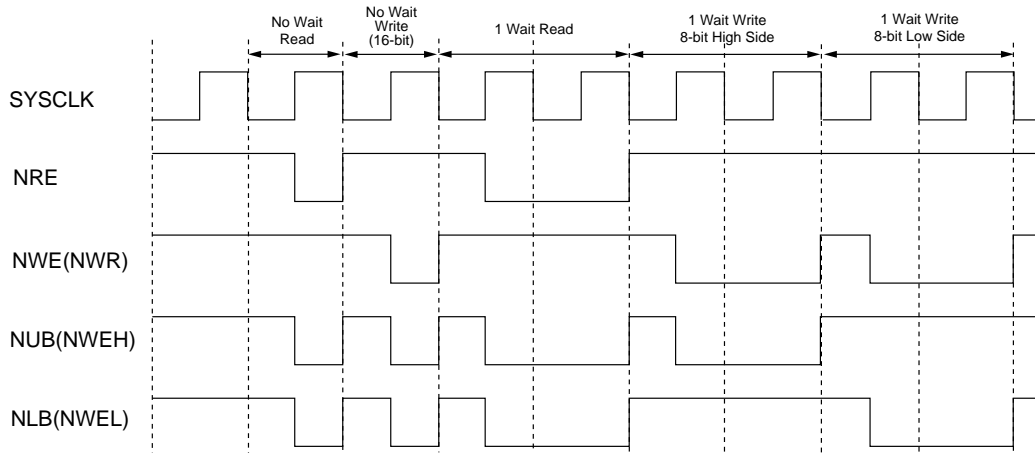 No Wait
Read
No Wait
Write
(16-bit)
1 Wait Read
1 Wait Write
8-bit High Side
1 Wait Write
8-bit Low Side
SYSCLK
NRE
NWE(NWR)
NUB(NWEH)
NLB(NWEL)